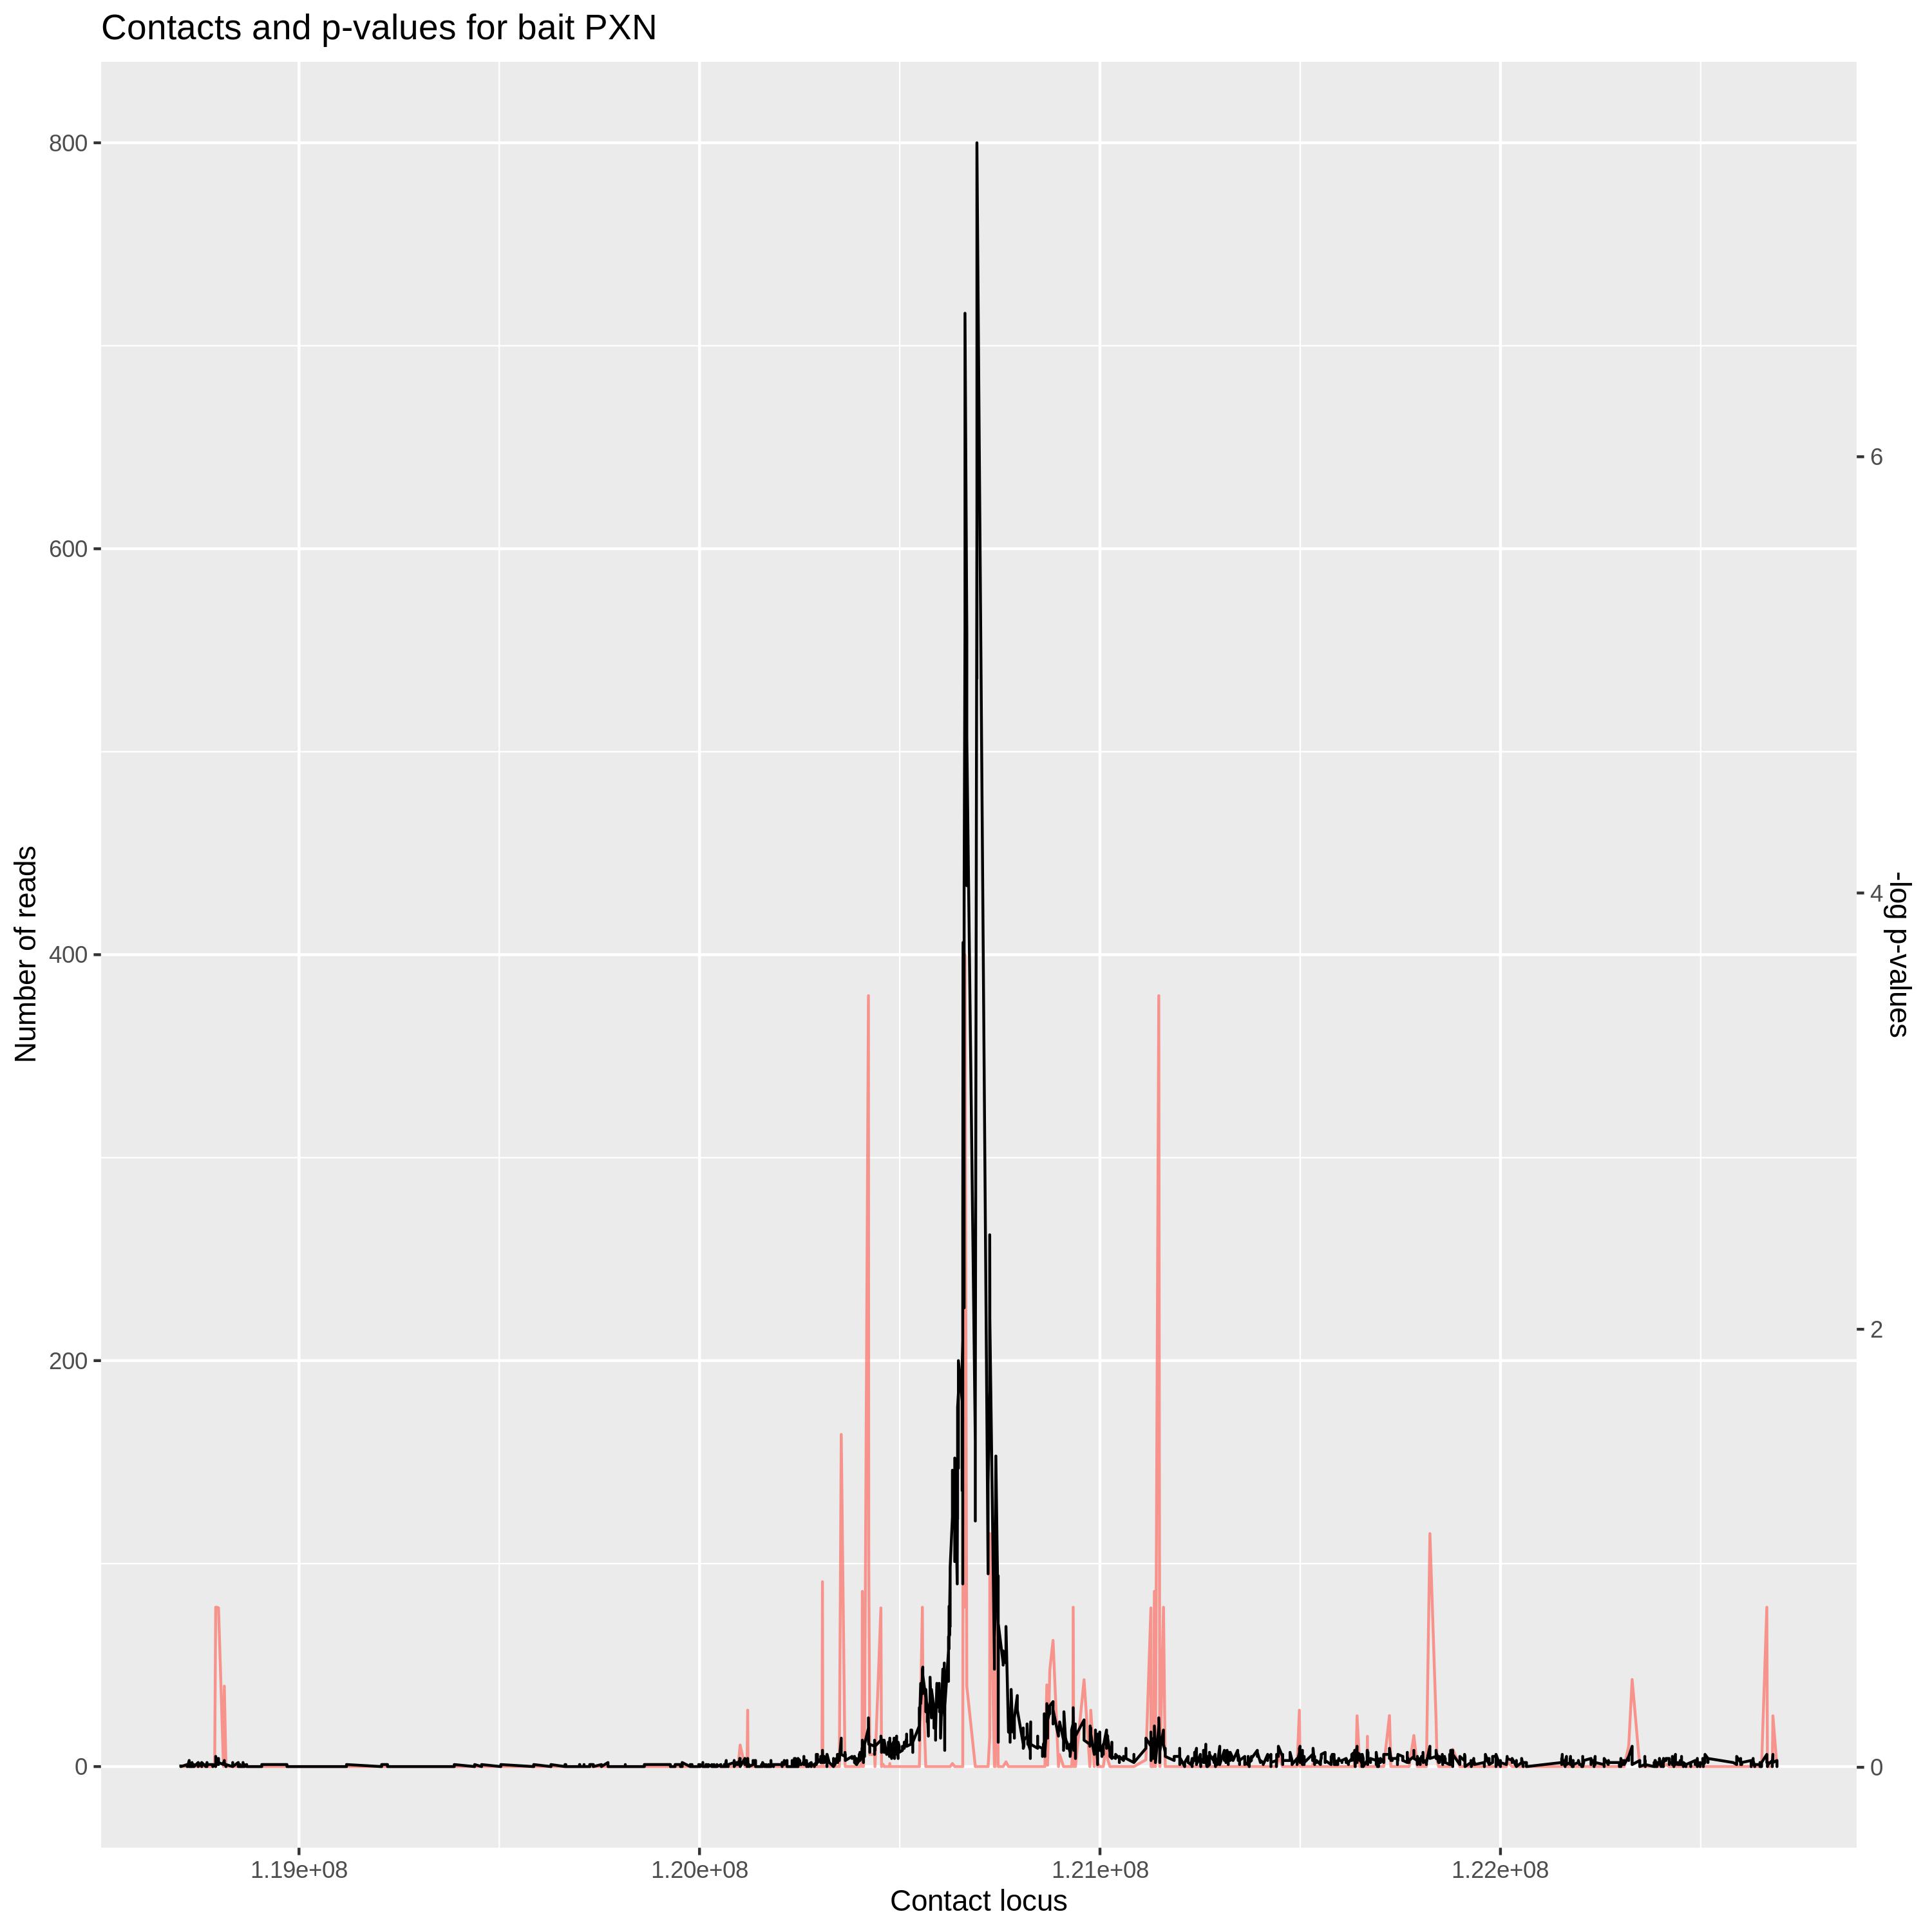 Contacts and p-values for bait PXN
800
600
400
200
0
6
4
2
0
Number of reads
-log p-values
1.19e+08
1.20e+08
1.21e+08
1.22e+08
Contact locus